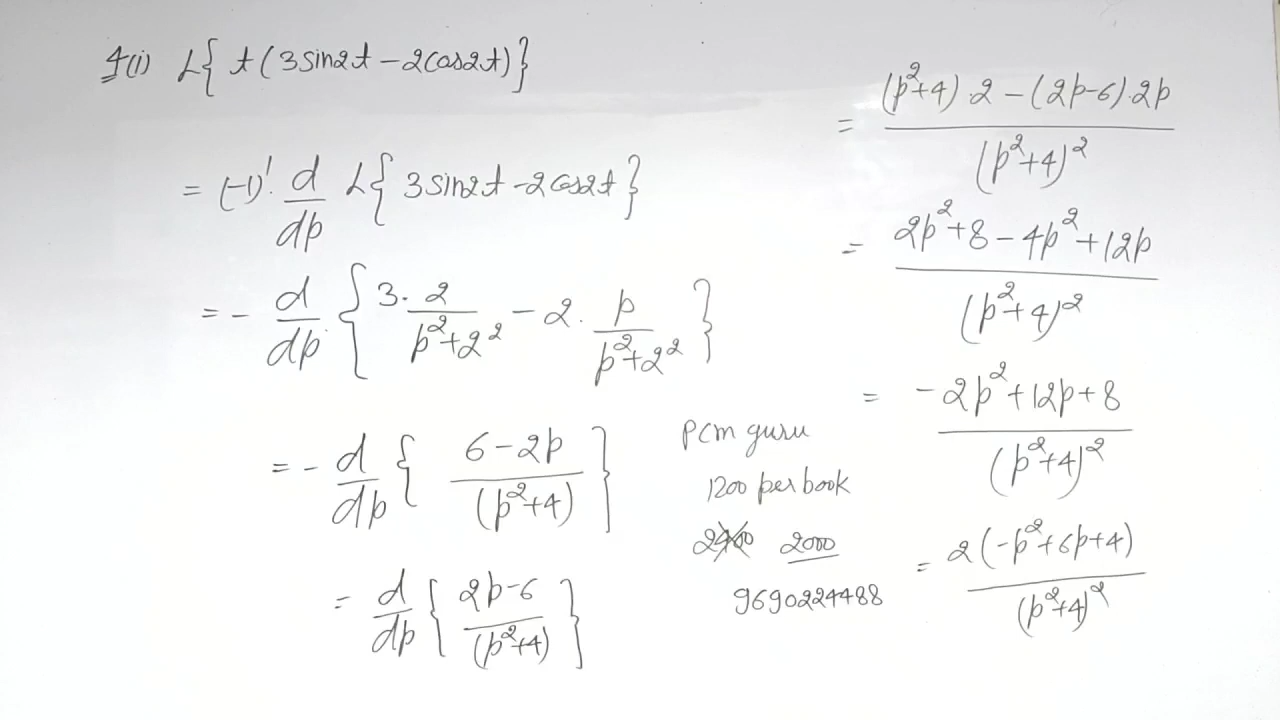 4(i) L{ t(3sin2t - 2cos2t)}
= (-1)¹. d/dp L{ 3sin2t - 2cos2t}
= - d/dp { 3. 2/p²+2² - 2. p/p²+2² }
= - d/dp { 6-2p/(p²+4) }
= d/dp { 2p-6/(p²+4) }
= (p²+4).2 - (2p-6).2p/(p²+4)²
= 2p²+8-4p²+12p/(p²+4)²
= -2p²+12p+8/(p²+4)²
= 2(-p²+6p+4)/(p²+4)²
PCM guru
1200 per book
2400 2000
9690224488